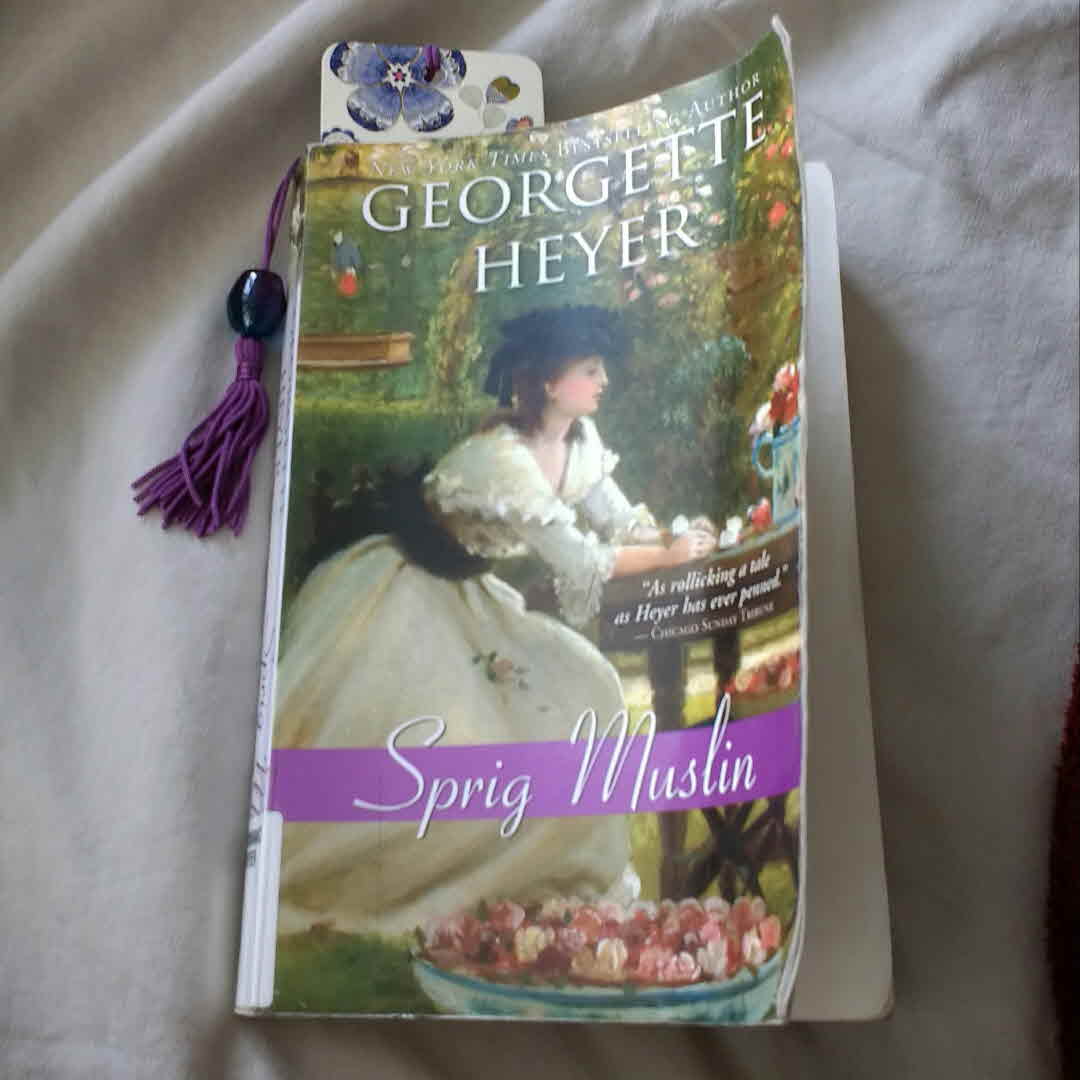 New York Times Bestselling Author
GEORGETTE
HEYER
"As rollicking a tale
as Heyer has ever penned."
— Chicago Sunday Tribune
Sprig Muslin